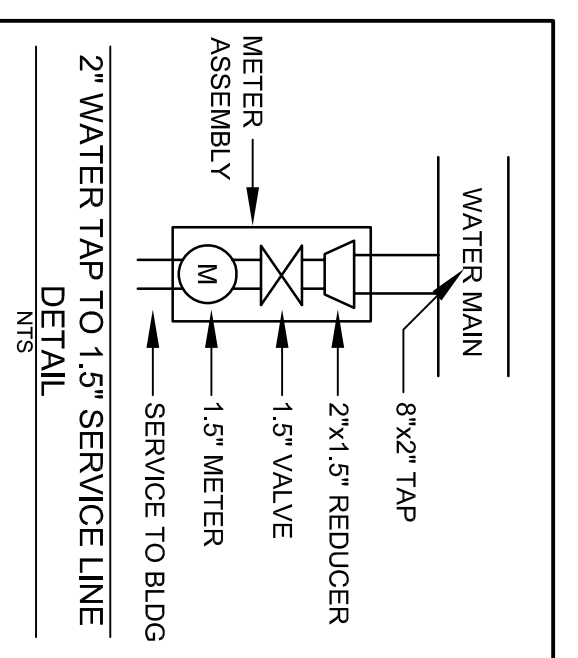 WATER MAIN
METER
ASSEMBLY
M
8"x2" TAP
2"x1.5" REDUCER
1.5" VALVE
1.5" METER
SERVICE TO BLDG
2" WATER TAP TO 1.5" SERVICE LINE
DETAIL
NTS